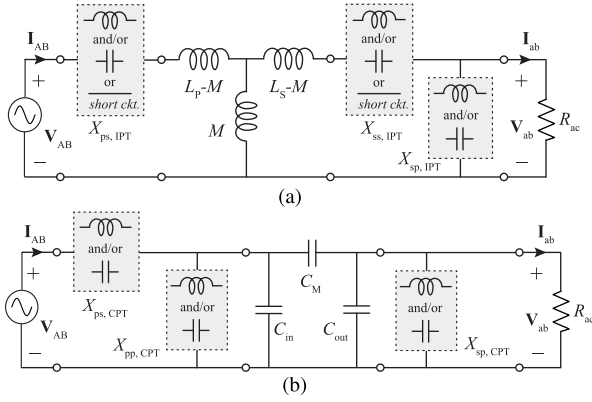 I_AB
and/or
or
short ckt.
X_ps, IPT
L_P-M
L_S-M
M
and/or
or
short ckt.
X_ss, IPT
and/or
X_sp, IPT
I_ab
+
V_AB
−
+
V_ab
−
R_ac
(a)
I_AB
+
V_AB
−
and/or
X_ps, CPT
and/or
X_pp, CPT
C_in
C_M
C_out
and/or
X_sp, CPT
I_ab
+
V_ab
−
R_ac
(b)